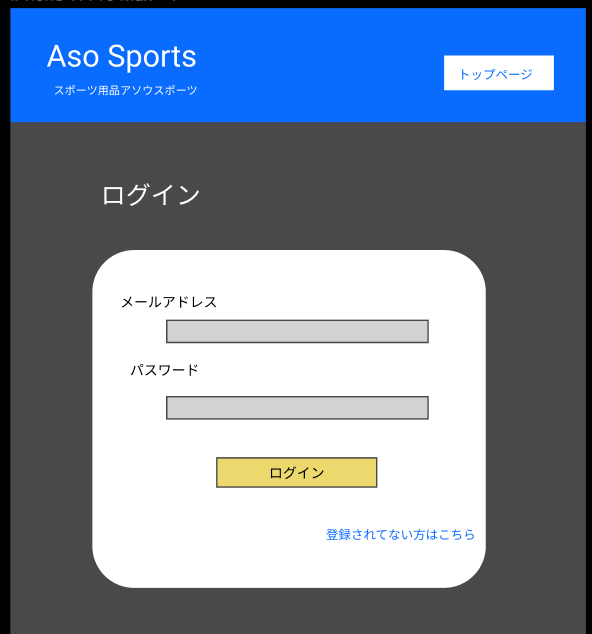 Aso Sports
スポーツ用品アソウスポーツ
トップページ
ログイン
メールアドレス
パスワード
ログイン
登録されてない方はこちら